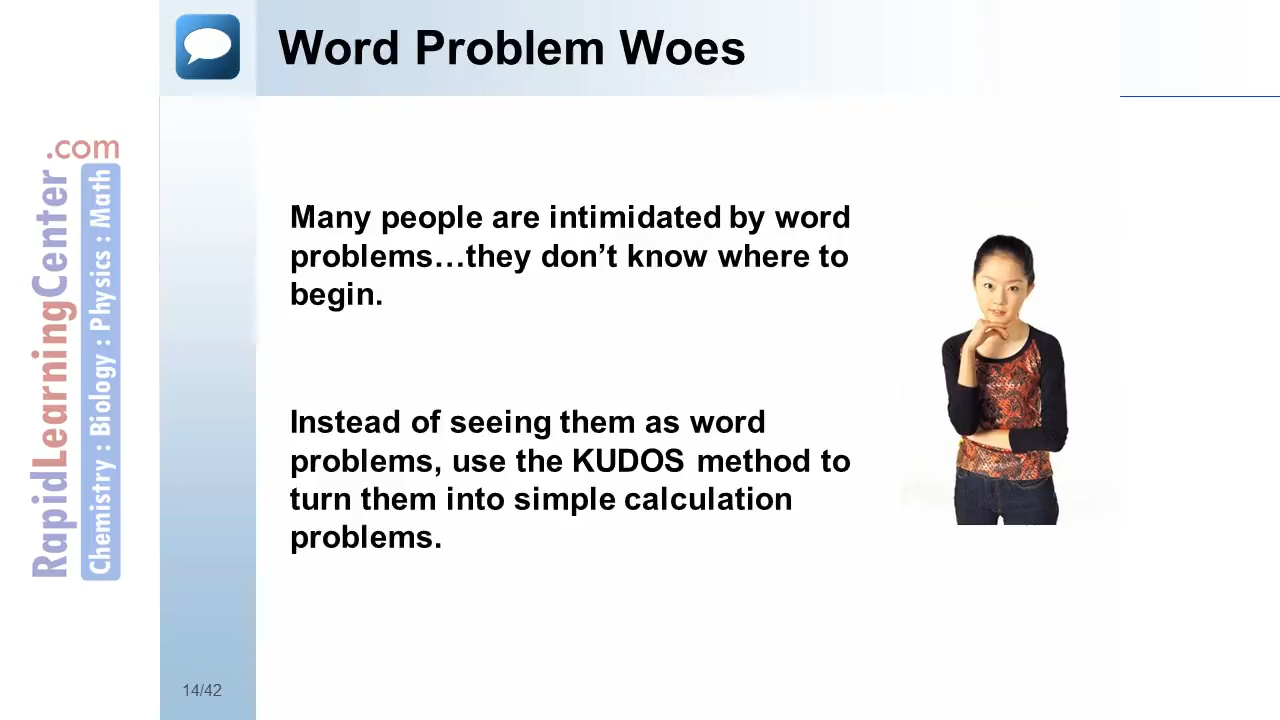 Word Problem Woes
Many people are intimidated by word
problems…they don’t know where to
begin.
Instead of seeing them as word
problems, use the KUDOS method to
turn them into simple calculation
problems.
RapidLearningCenter.com
Chemistry : Biology : Physics : Math
14/42